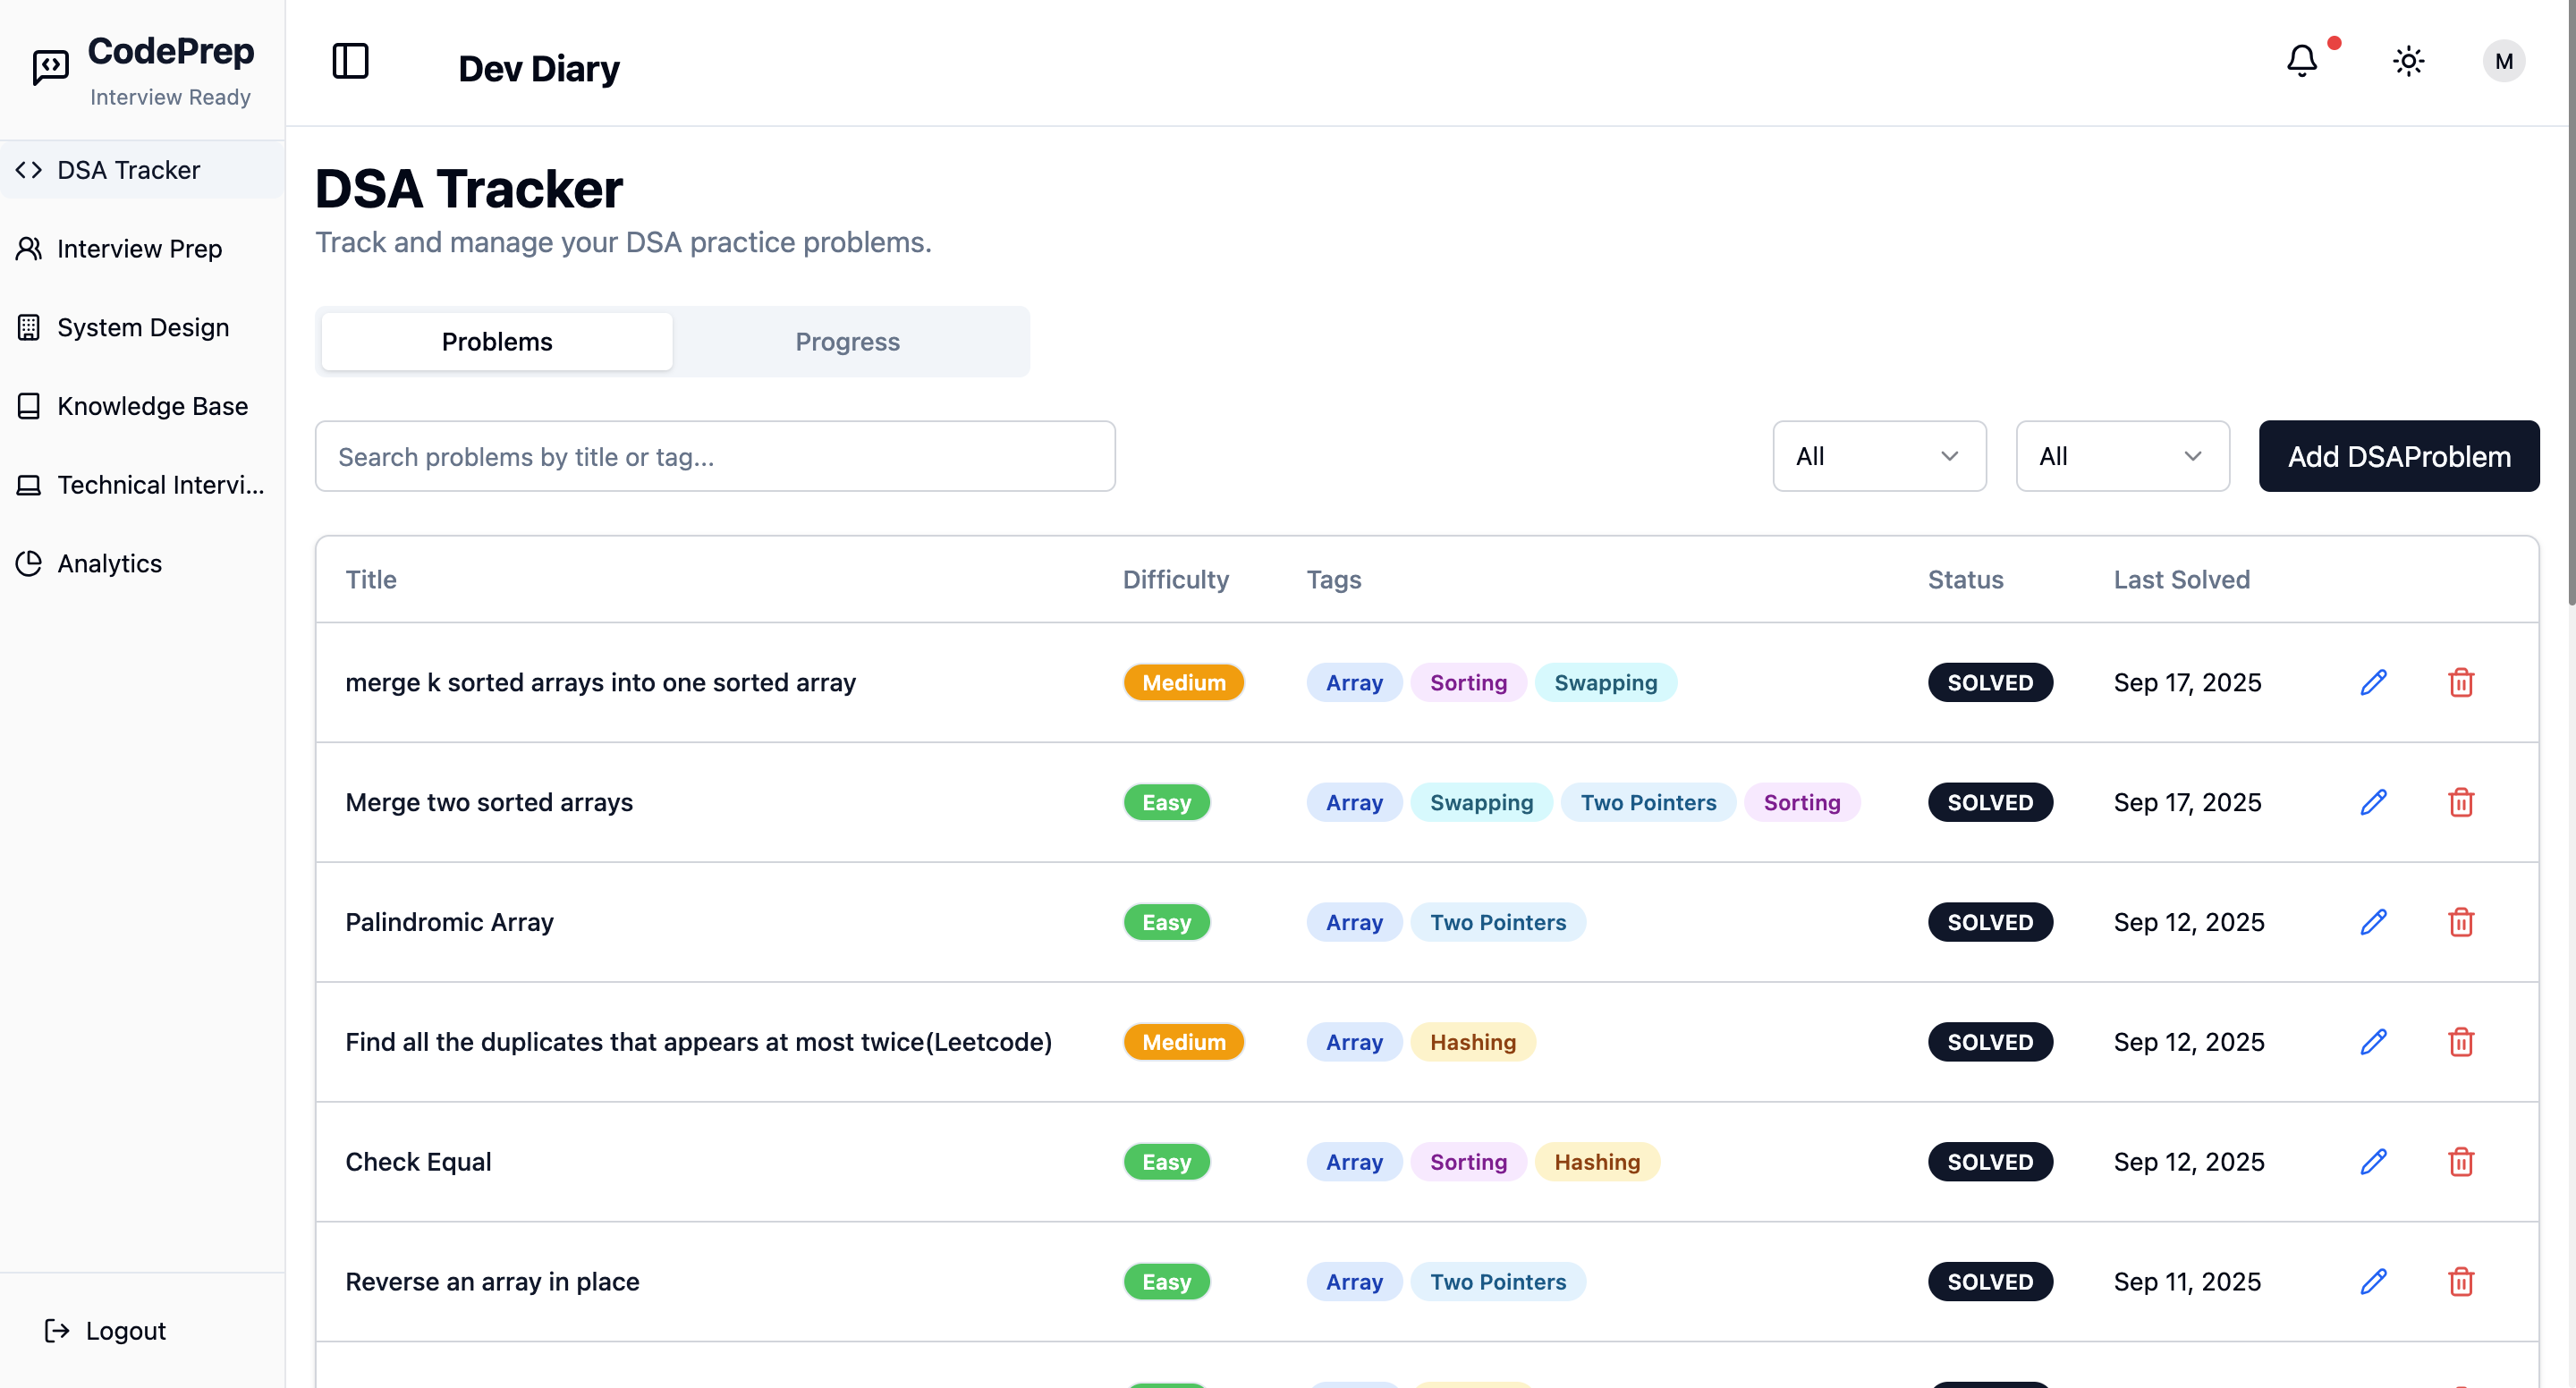 CodePrep
Interview Ready
Dev Diary
M
DSA Tracker
Interview Prep
System Design
Knowledge Base
Technical Intervi...
Analytics
Logout
DSA Tracker
Track and manage your DSA practice problems.
Problems Progress
Search problems by title or tag...
All All Add DSAProblem
Title Difficulty Tags Status Last Solved
merge k sorted arrays into one sorted array Medium Array Sorting Swapping SOLVED Sep 17, 2025
Merge two sorted arrays Easy Array Swapping Two Pointers Sorting SOLVED Sep 17, 2025
Palindromic Array Easy Array Two Pointers SOLVED Sep 12, 2025
Find all the duplicates that appears at most twice(Leetcode) Medium Array Hashing SOLVED Sep 12, 2025
Check Equal Easy Array Sorting Hashing SOLVED Sep 12, 2025
Reverse an array in place Easy Array Two Pointers SOLVED Sep 11, 2025